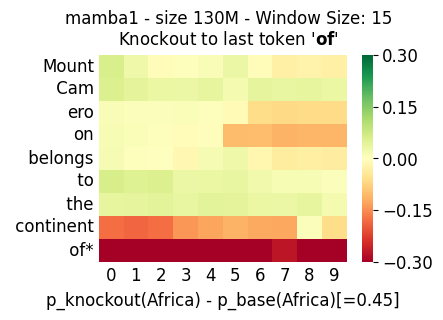 mamba1 - size 130M - Window Size: 15
Knockout to last token 'of'
Mount
Cam
ero
on
belongs
to
the
continent
of*
0 1 2 3 4 5 6 7 8 9
0.30
0.15
0.00
−0.15
−0.30
p_knockout(Africa) - p_base(Africa)[=0.45]